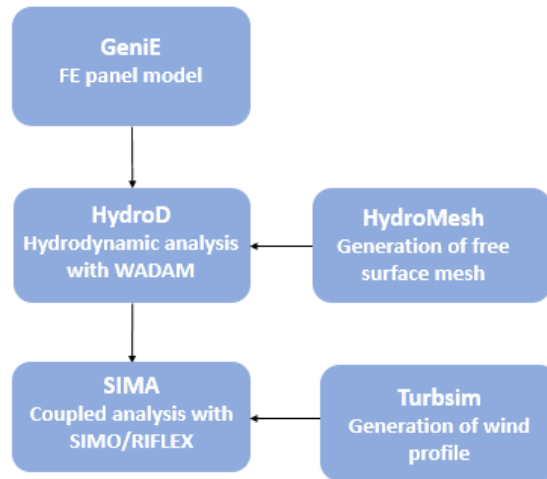 GeniE
FE panel model
HydroD
Hydrodynamic analysis
with WADAM
HydroMesh
Generation of free
surface mesh
SIMA
Coupled analysis with
SIMO/RIFLEX
Turbsim
Generation of wind
profile